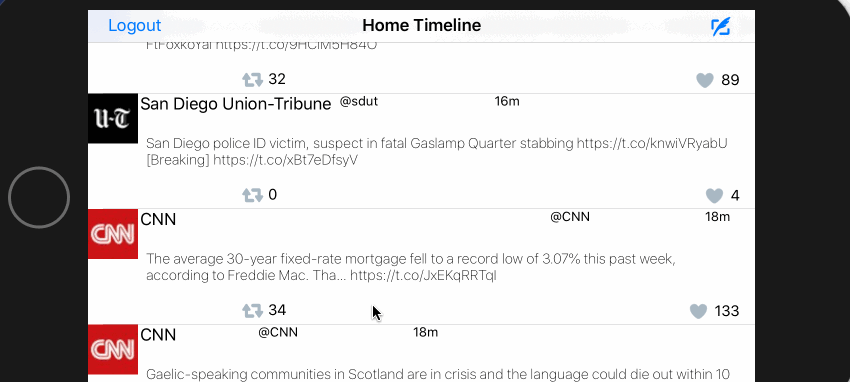 Logout Home Timeline
https://t.co/9HCiM5H84O
32 89
U-T San Diego Union-Tribune @sdut 16m
San Diego police ID victim, suspect in fatal Gaslamp Quarter stabbing https://t.co/knwiVRyabU
[Breaking] https://t.co/xBt7eDfsyV
0 4
CNN CNN @CNN 18m
The average 30-year fixed-rate mortgage fell to a record low of 3.07% this past week,
according to Freddie Mac. Tha... https://t.co/JxEKqRRTqI
34 133
CNN CNN @CNN 18m
Gaelic-speaking communities in Scotland are in crisis and the language could die out within 10